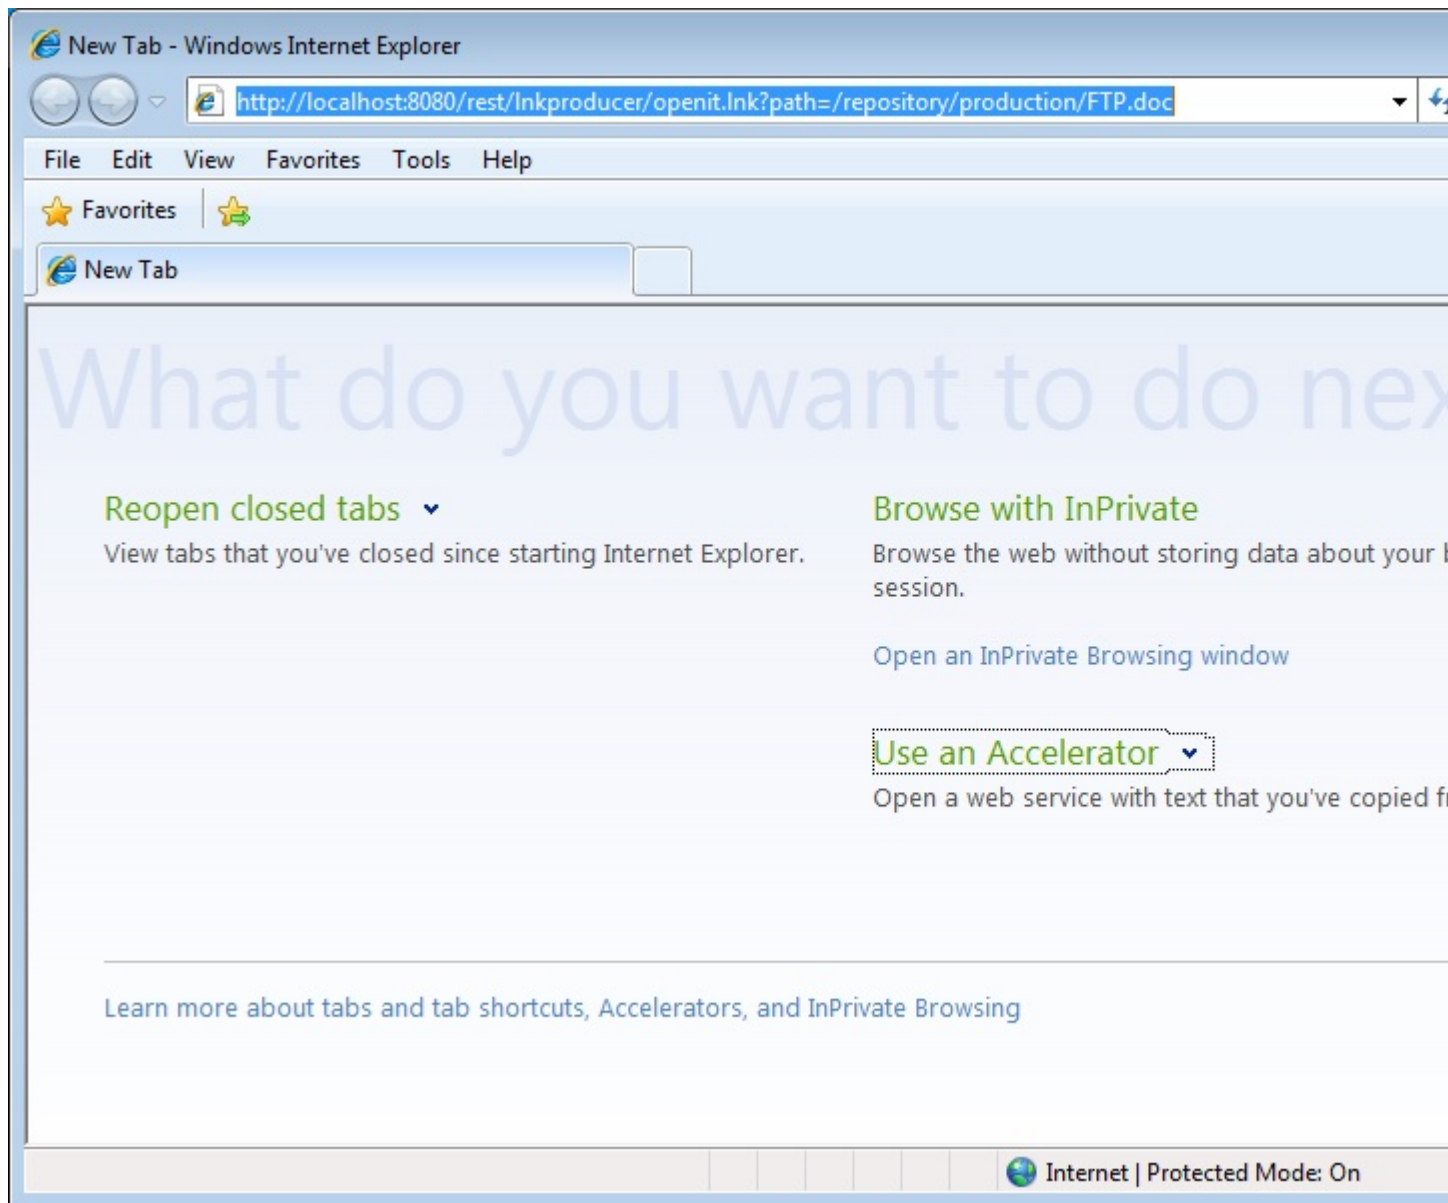 New Tab - Windows Internet Explorer
http://localhost:8080/rest/lnkproducer/openit.lnk?path=/repository/production/FTP.doc
File Edit View Favorites Tools Help
Favorites
New Tab
What do you want to do nex
Reopen closed tabs
View tabs that you've closed since starting Internet Explorer.
Browse with InPrivate
Browse the web without storing data about your b
session.
Open an InPrivate Browsing window
Use an Accelerator
Open a web service with text that you've copied fr
Learn more about tabs and tab shortcuts, Accelerators, and InPrivate Browsing
Internet | Protected Mode: On